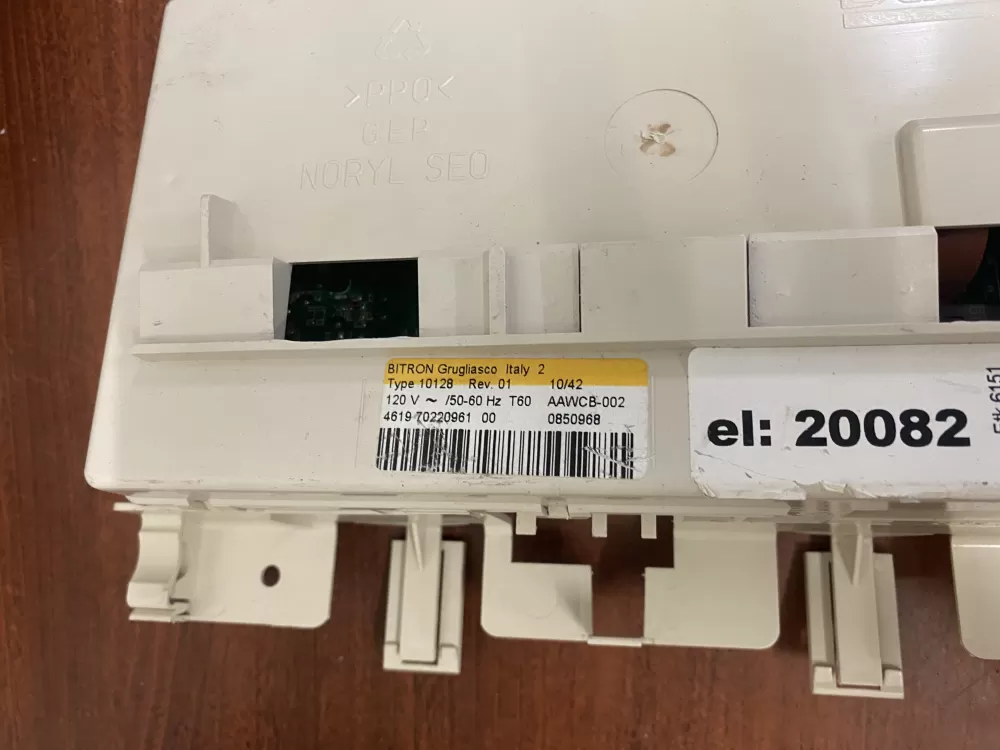 >PPO<
GEP
NORYL SEO
BITRON Grugliasco Italy 2
Type 10128 Rev. 01 10/42
120 V ~ /50-60 Hz T60 AAWCB-002
4619 70220961 00 0850968
el: 20082
6151